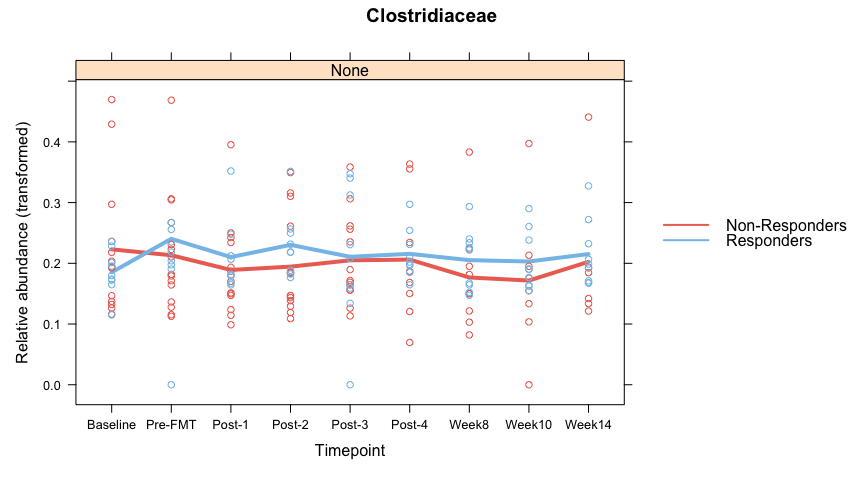 Clostridiaceae
None
Relative abundance (transformed)
0.4
0.3
0.2
0.1
0.0
Baseline Pre-FMT Post-1 Post-2 Post-3 Post-4 Week8 Week10 Week14
Timepoint
Non-Responders
Responders